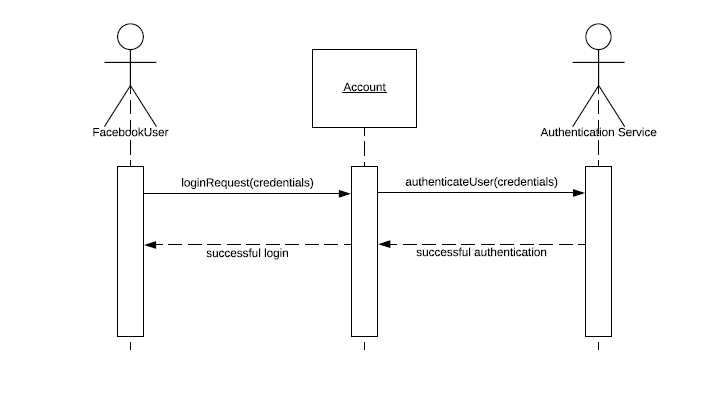 Account
FacebookUser
Authentication Service
loginRequest(credentials)
authenticateUser(credentials)
successful login
successful authentication